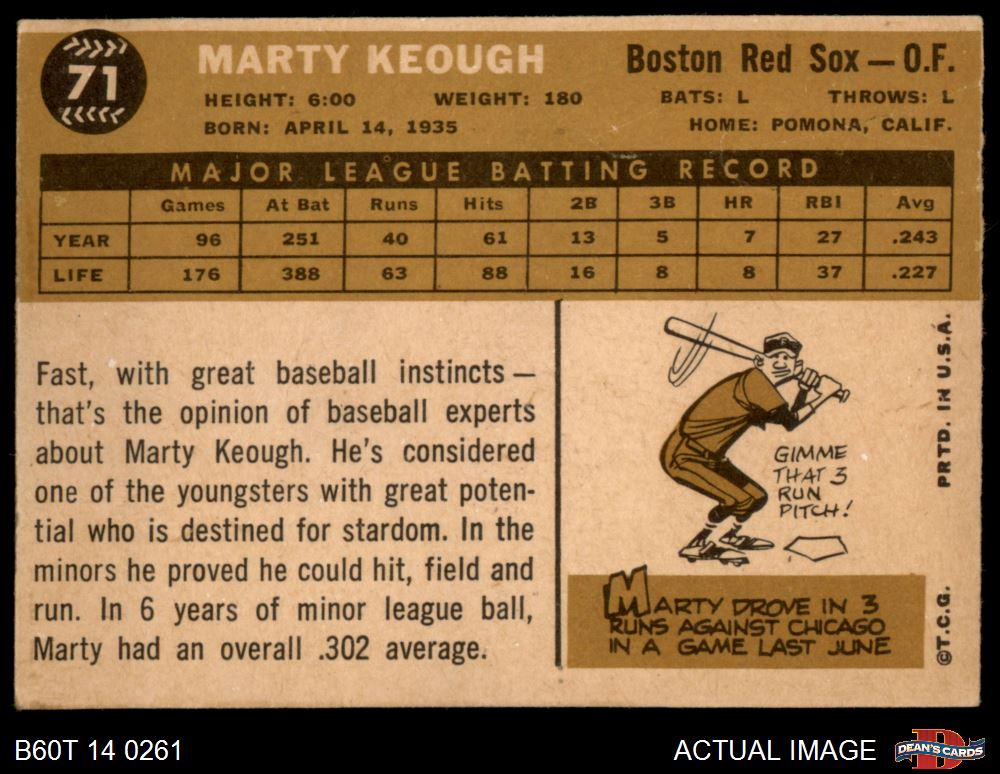 71
MARTY KEOUGH
Boston Red Sox — O.F.
HEIGHT: 6:00 WEIGHT: 180 BATS: L THROWS: L
BORN: APRIL 14, 1935 HOME: POMONA, CALIF.
MAJOR LEAGUE BATTING RECORD
Games At Bat Runs Hits 2B 3B HR RBI Avg
YEAR 96 251 40 61 13 5 7 27 .243
LIFE 176 388 63 88 16 8 8 37 .227
Fast, with great baseball instincts —
that's the opinion of baseball experts
about Marty Keough. He's considered
one of the youngsters with great poten-
tial who is destined for stardom. In the
minors he proved he could hit, field and
run. In 6 years of minor league ball,
Marty had an overall .302 average.
GIMME
THAT 3
RUN
PITCH!
MARTY DROVE IN 3
RUNS AGAINST CHICAGO
IN A GAME LAST JUNE
PRTD. IN U.S.A.
©T.C.G.
B60T 14 0261
ACTUAL IMAGE
D
DEAN'S CARDS